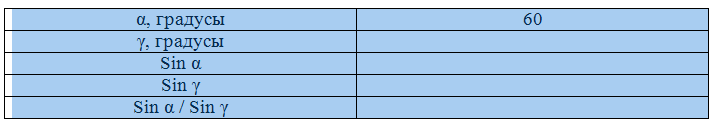 α, градусы 60
γ, градусы
Sin α
Sin γ
Sin α / Sin γ